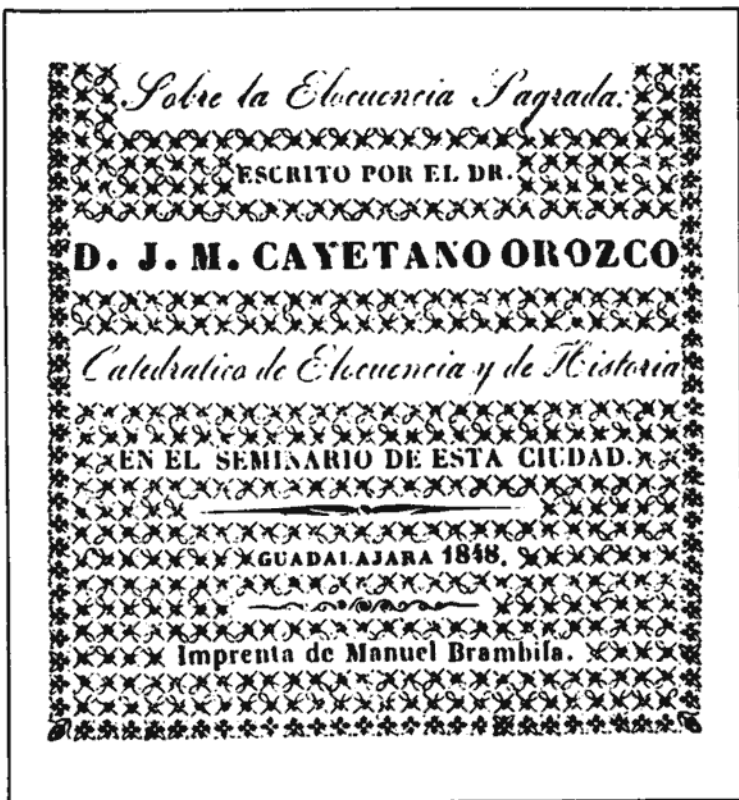 Sobre la Elocuencia Sagrada:
ESCRITO POR EL DR.
D. J. M. CAYETANO OROZCO
Catedratico de Elocuencia y de Historia
EN EL SEMINARIO DE ESTA CIUDAD.
GUADALAJARA 1848.
Imprenta de Manuel Brambila.